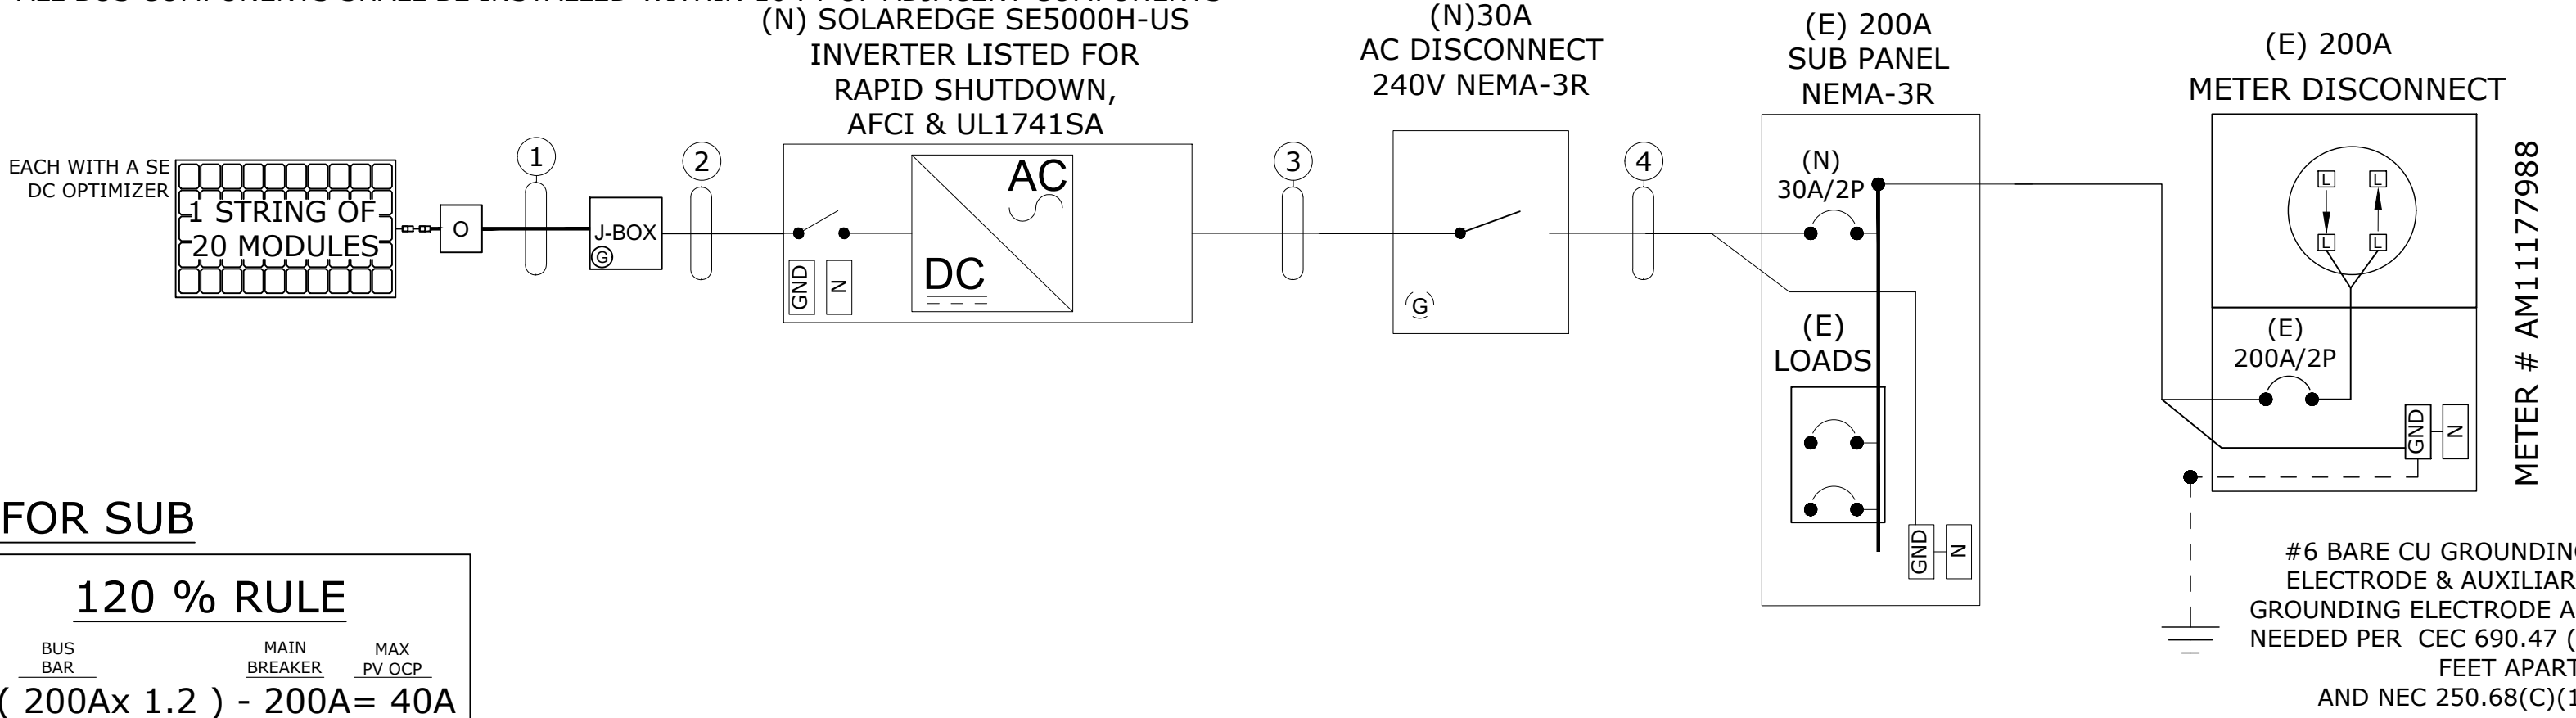 (N) SOLAREDGE SE5000H-US
INVERTER LISTED FOR
RAPID SHUTDOWN,
AFCI & UL1741SA
(N)30A
AC DISCONNECT
240V NEMA-3R
(E) 200A
SUB PANEL
NEMA-3R
(E) 200A
METER DISCONNECT
EACH WITH A SE
DC OPTIMIZER
1 STRING OF
20 MODULES
O
1
J-BOX
G
2
GND
N
AC
DC
3
G
4
(N)
30A/2P
(E)
LOADS
GND
N
L
L
L
L
(E)
200A/2P
GND
N
METER # AM111177988
FOR SUB
120 % RULE
BUS
BAR
MAIN
BREAKER
MAX
PV OCP
( 200Ax 1.2 ) - 200A= 40A
#6 BARE CU GROUNDING
ELECTRODE & AUXILIAR
GROUNDING ELECTRODE A
NEEDED PER CEC 690.47 (
FEET APART
AND NEC 250.68(C)(1